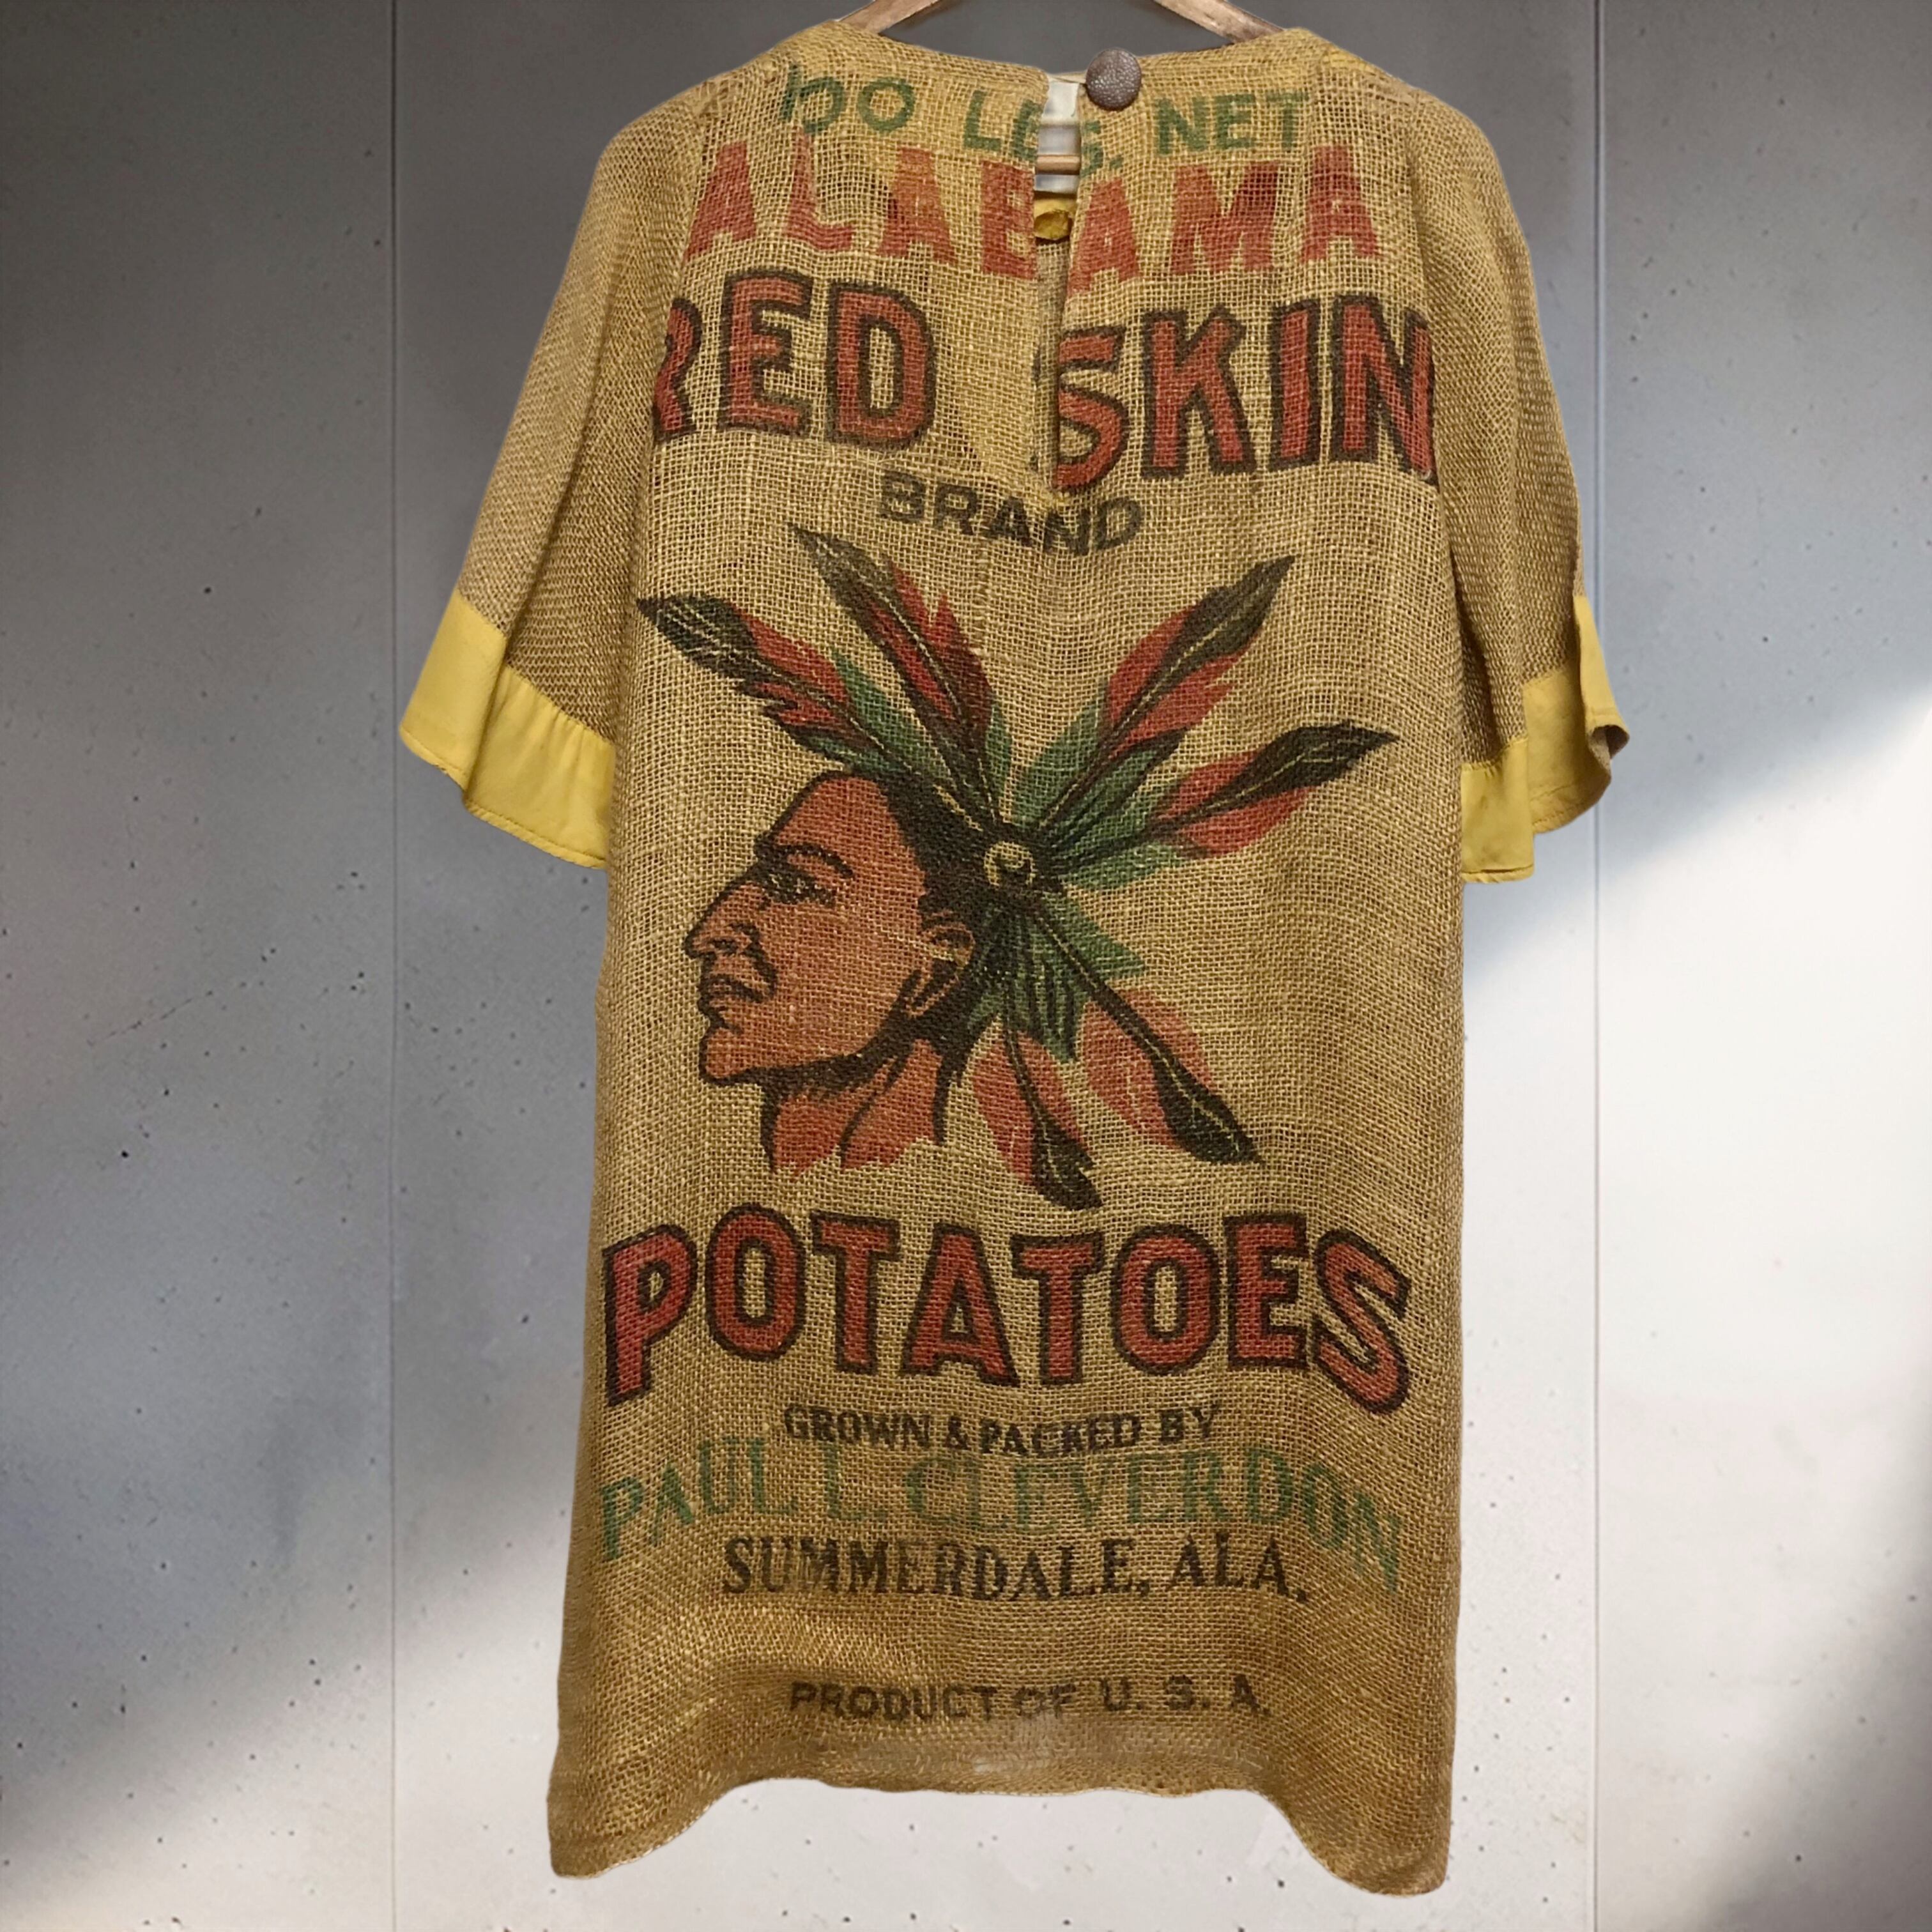 100 LBS. NET
ALABAMA
RED SKIN
BRAND
POTATOES
GROWN & PACKED BY
PAUL L. CLEVERDON
SUMMERDALE, ALA.
PRODUCT OF U. S. A.